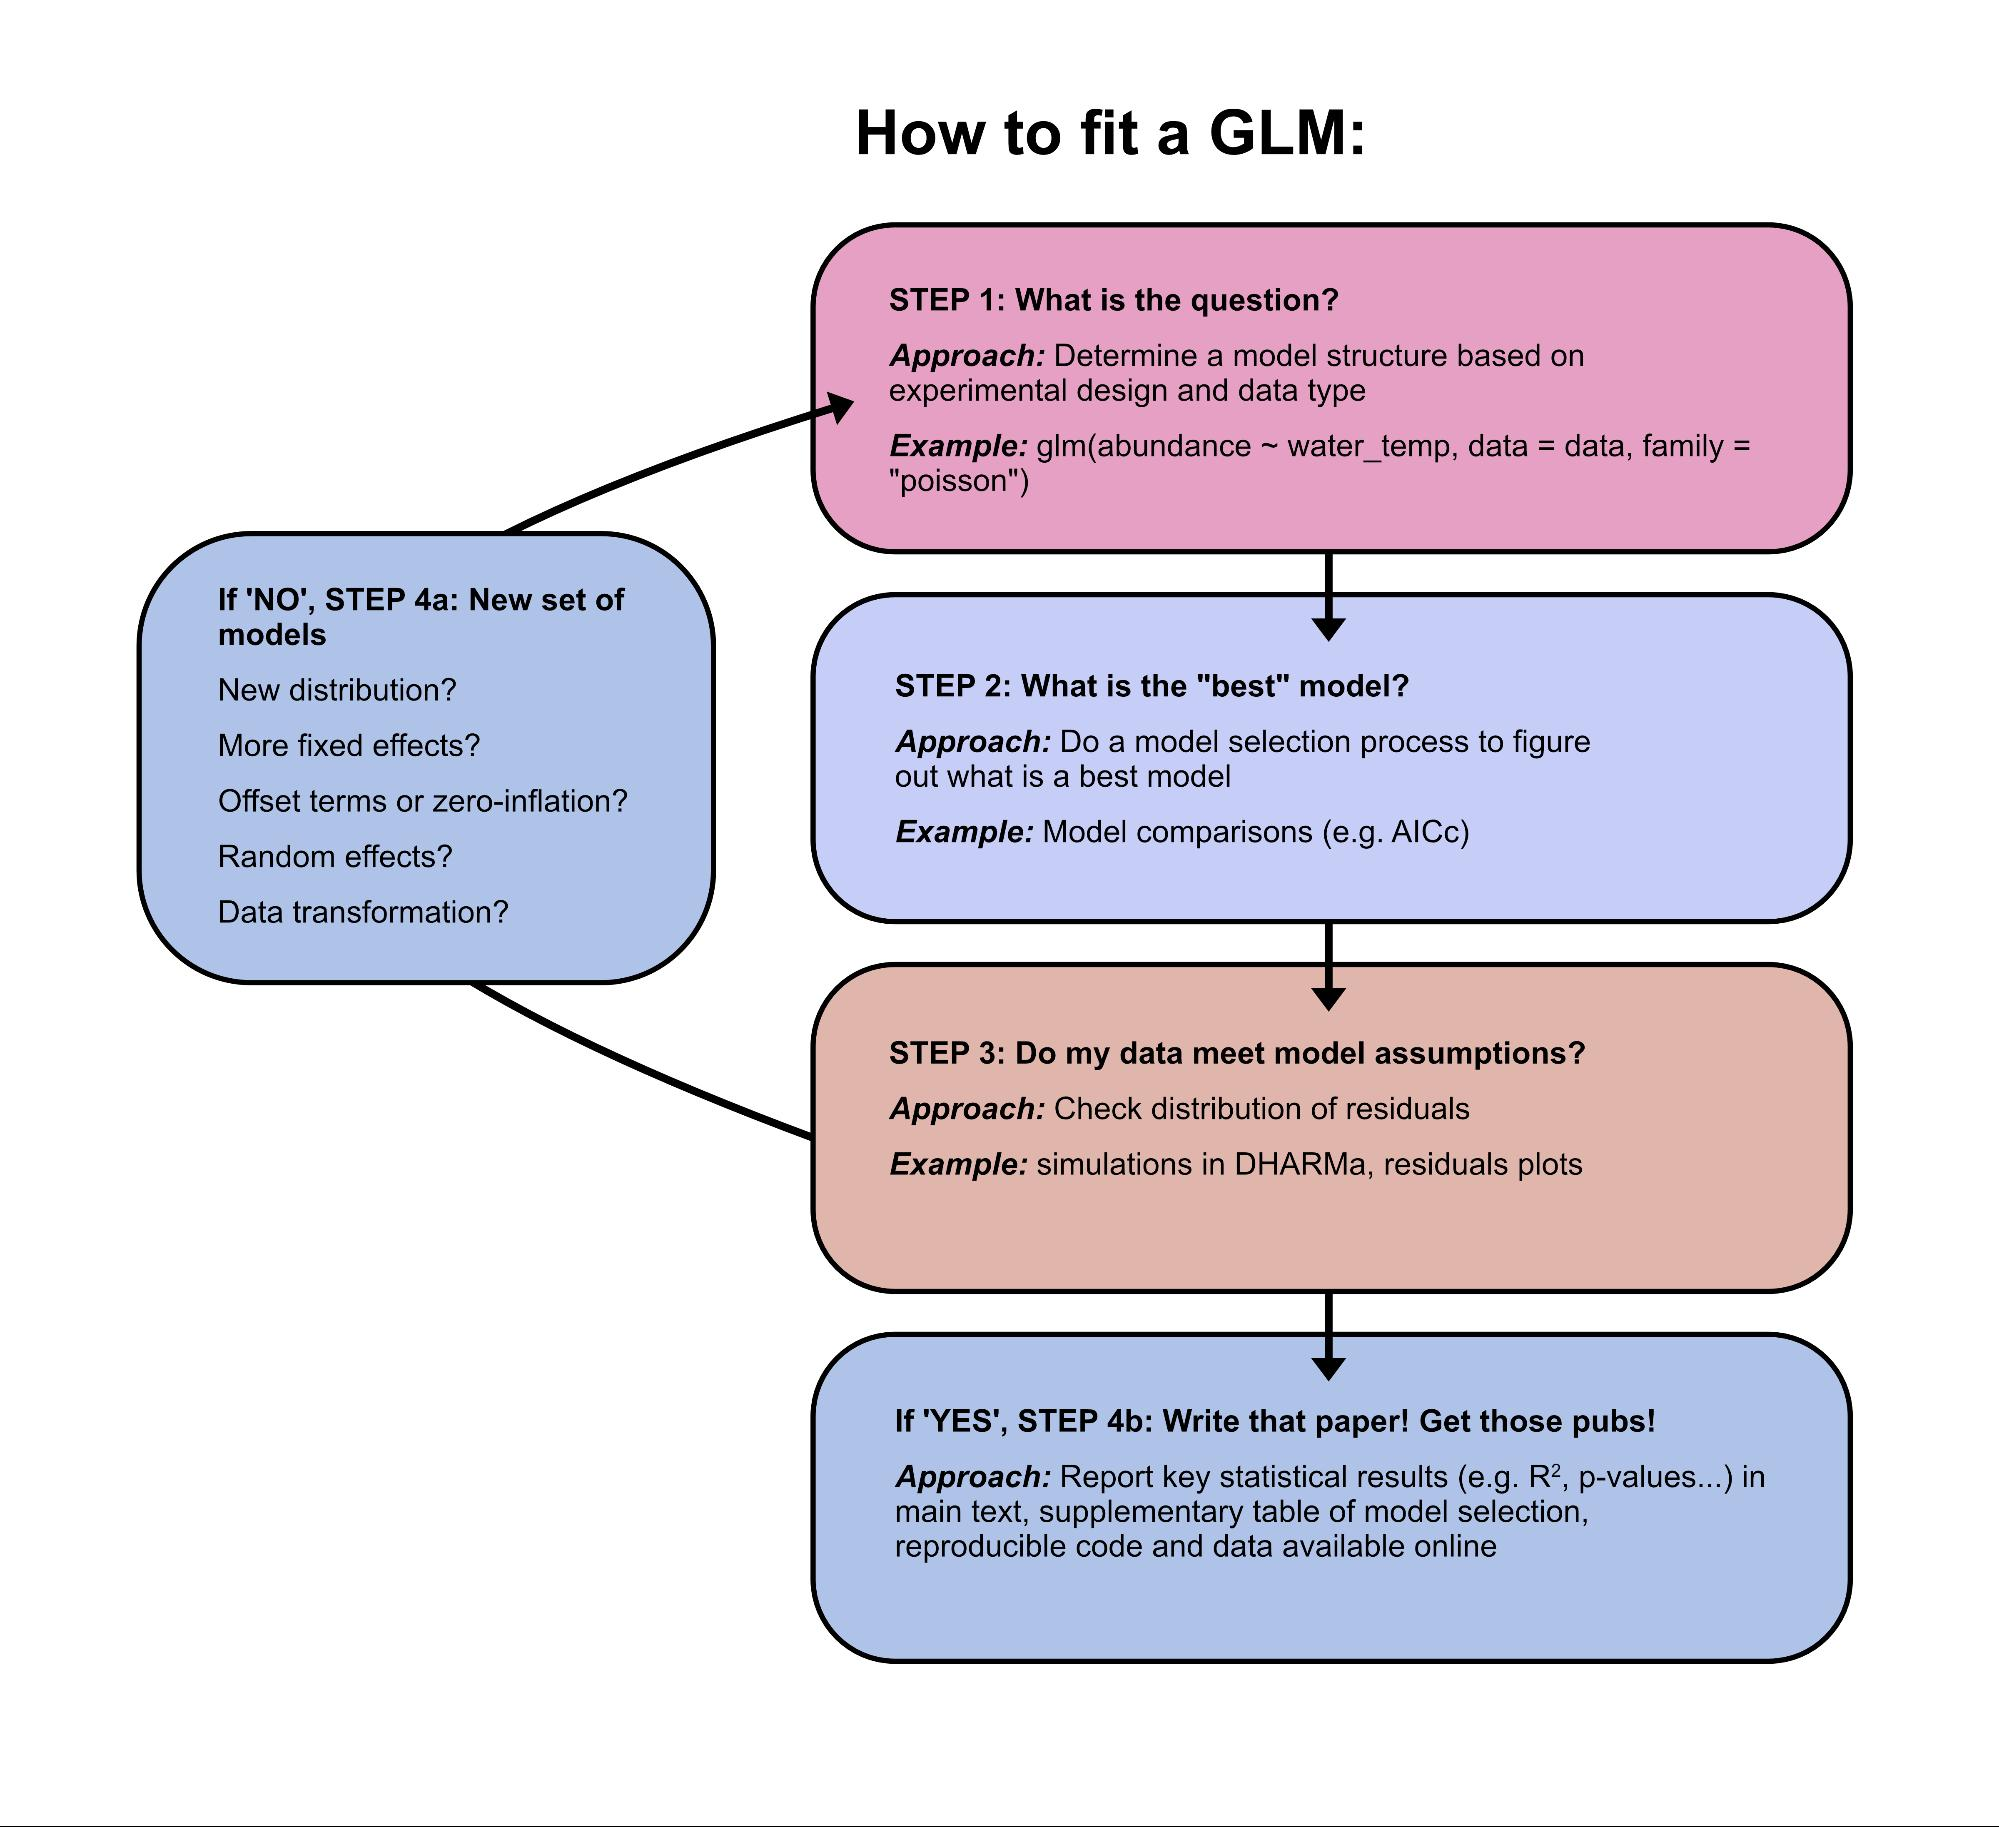 How to fit a GLM:
STEP 1: What is the question?
Approach: Determine a model structure based on
experimental design and data type
Example: glm(abundance ~ water_temp, data = data, family =
"poisson")
STEP 2: What is the "best" model?
Approach: Do a model selection process to figure
out what is a best model
Example: Model comparisons (e.g. AICc)
STEP 3: Do my data meet model assumptions?
Approach: Check distribution of residuals
Example: simulations in DHARMa, residuals plots
If 'NO', STEP 4a: New set of
models
New distribution?
More fixed effects?
Offset terms or zero-inflation?
Random effects?
Data transformation?
If 'YES', STEP 4b: Write that paper! Get those pubs!
Approach: Report key statistical results (e.g. R², p-values...) in
main text, supplementary table of model selection,
reproducible code and data available online